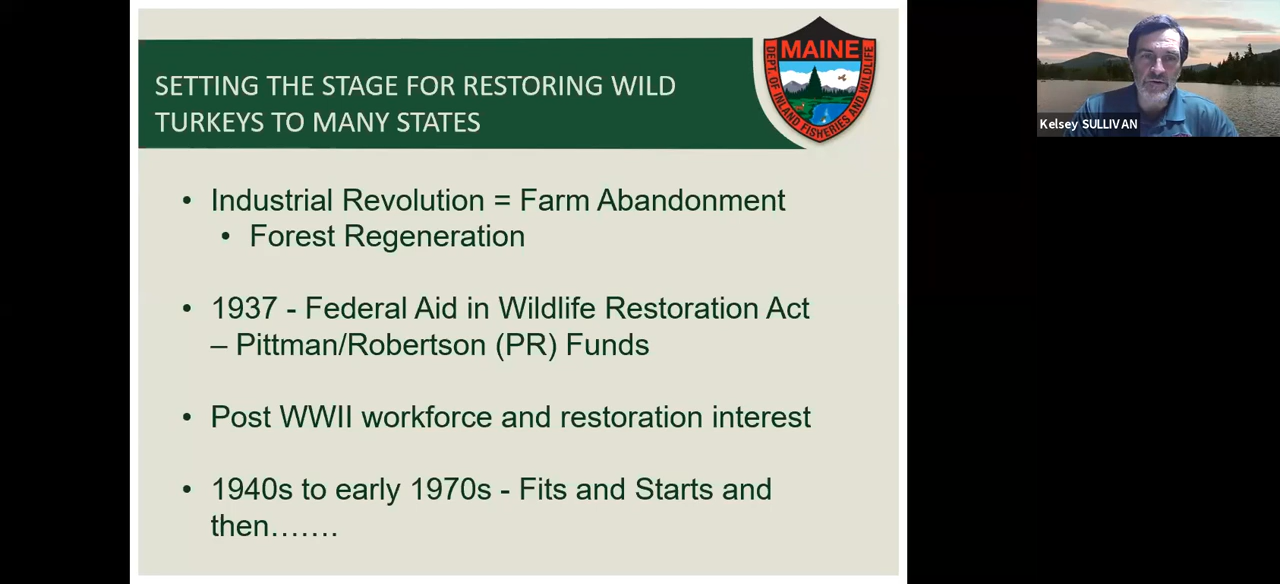 SETTING THE STAGE FOR RESTORING WILD
TURKEYS TO MANY STATES
MAINE
DEPT. OF INLAND FISHERIES AND WILDLIFE
Kelsey SULLIVAN
• Industrial Revolution = Farm Abandonment
• Forest Regeneration
• 1937 - Federal Aid in Wildlife Restoration Act
– Pittman/Robertson (PR) Funds
• Post WWII workforce and restoration interest
• 1940s to early 1970s - Fits and Starts and
then.......